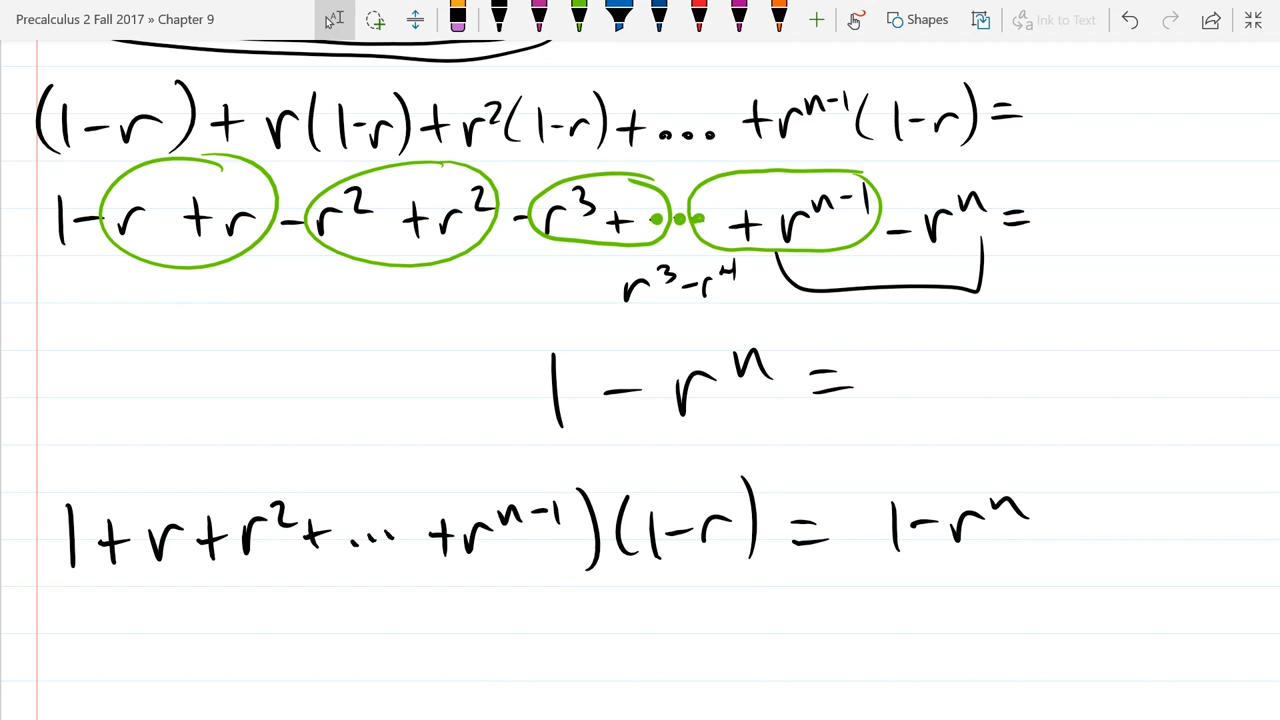 Precalculus 2 Fall 2017 » Chapter 9
Shapes
Ink to Text
(1-r)+r(1-r)+r²(1-r)+... +rⁿ⁻¹(1-r)=
1-r +r -r² +r² -r³+ ... +rⁿ⁻¹ -rⁿ =
r³-r⁴
1 - rⁿ =
1+r+r²+... +rⁿ⁻¹)(1-r) = 1-rⁿ